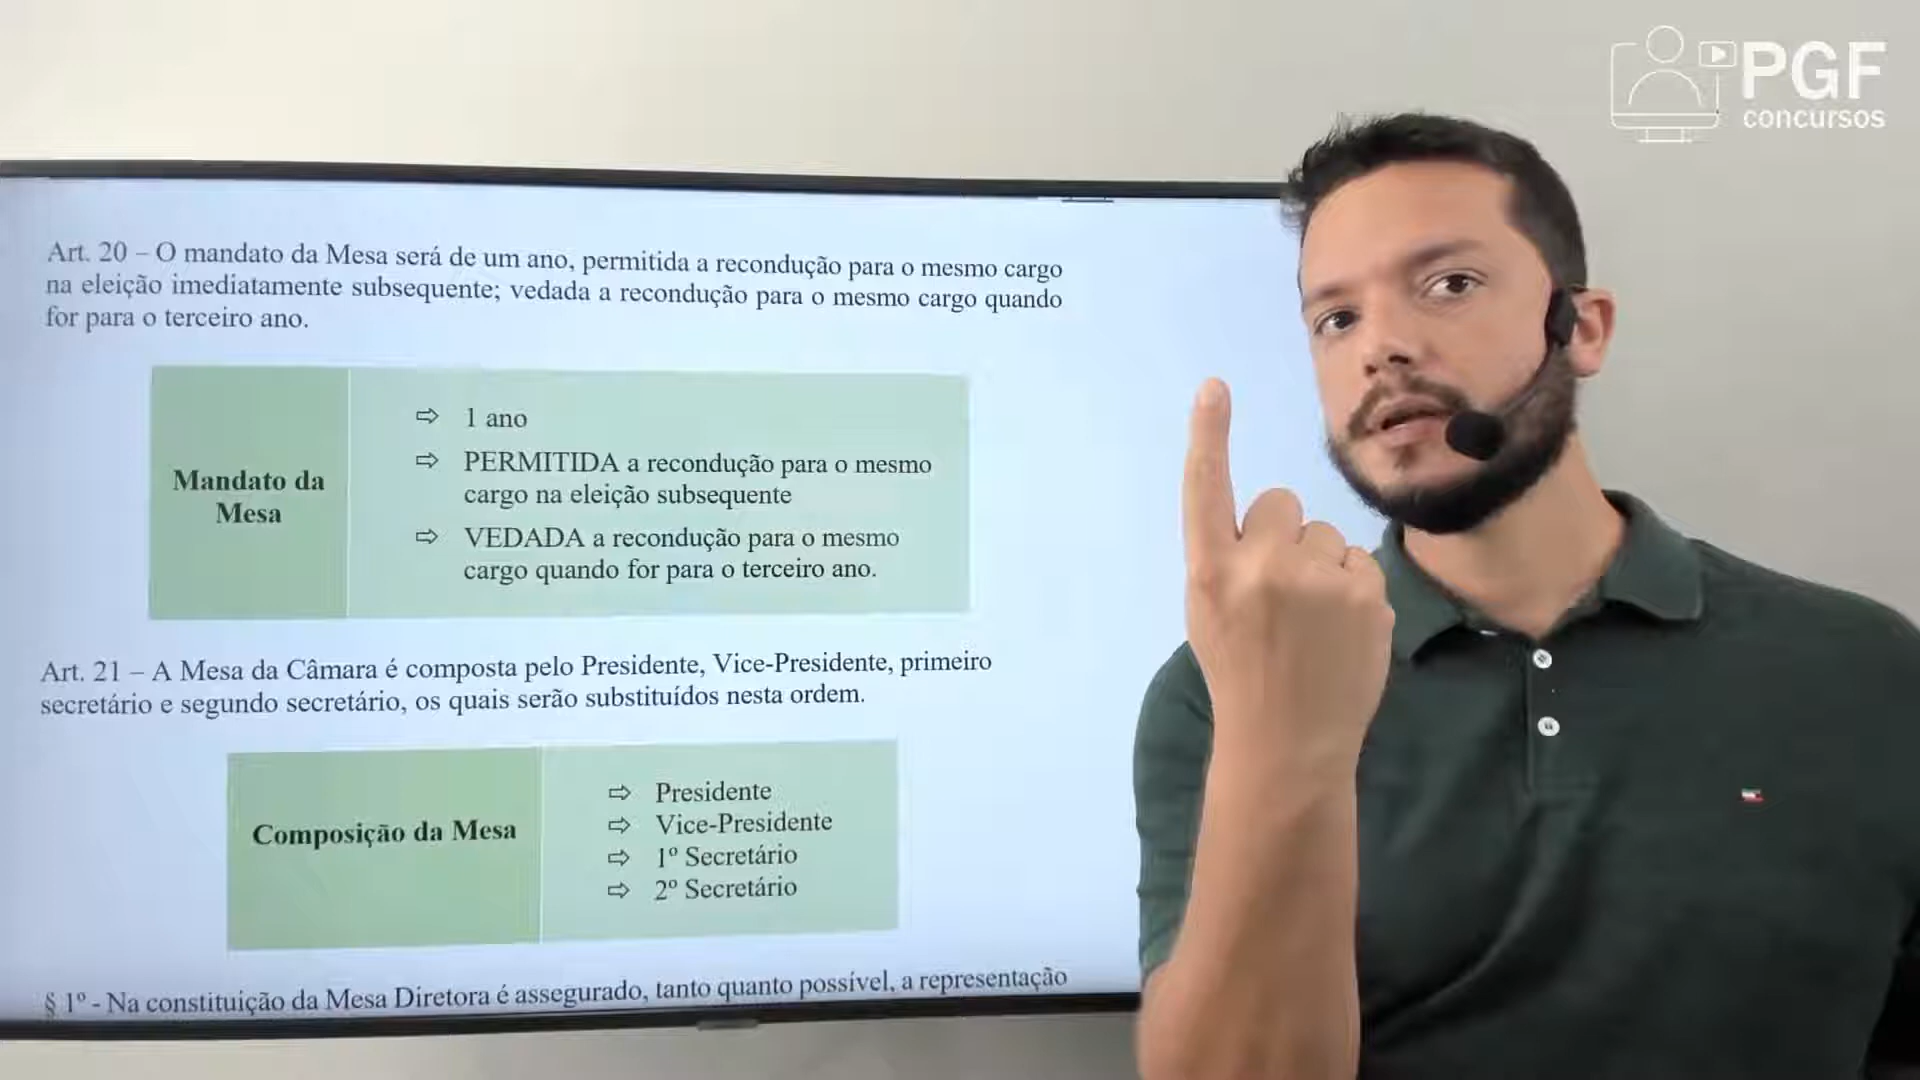 PGF
concursos
Art. 20 – O mandato da Mesa será de um ano, permitida a recondução para o mesmo cargo
na eleição imediatamente subsequente; vedada a recondução para o mesmo cargo quando
for para o terceiro ano.
Mandato da
Mesa
⇨ 1 ano
⇨ PERMITIDA a recondução para o mesmo
cargo na eleição subsequente
⇨ VEDADA a recondução para o mesmo
cargo quando for para o terceiro ano.
Art. 21 – A Mesa da Câmara é composta pelo Presidente, Vice-Presidente, primeiro
secretário e segundo secretário, os quais serão substituídos nesta ordem.
Composição da Mesa
⇨ Presidente
⇨ Vice-Presidente
⇨ 1º Secretário
⇨ 2º Secretário
§ 1º - Na constituição da Mesa Diretora é assegurado, tanto quanto possível, a representação